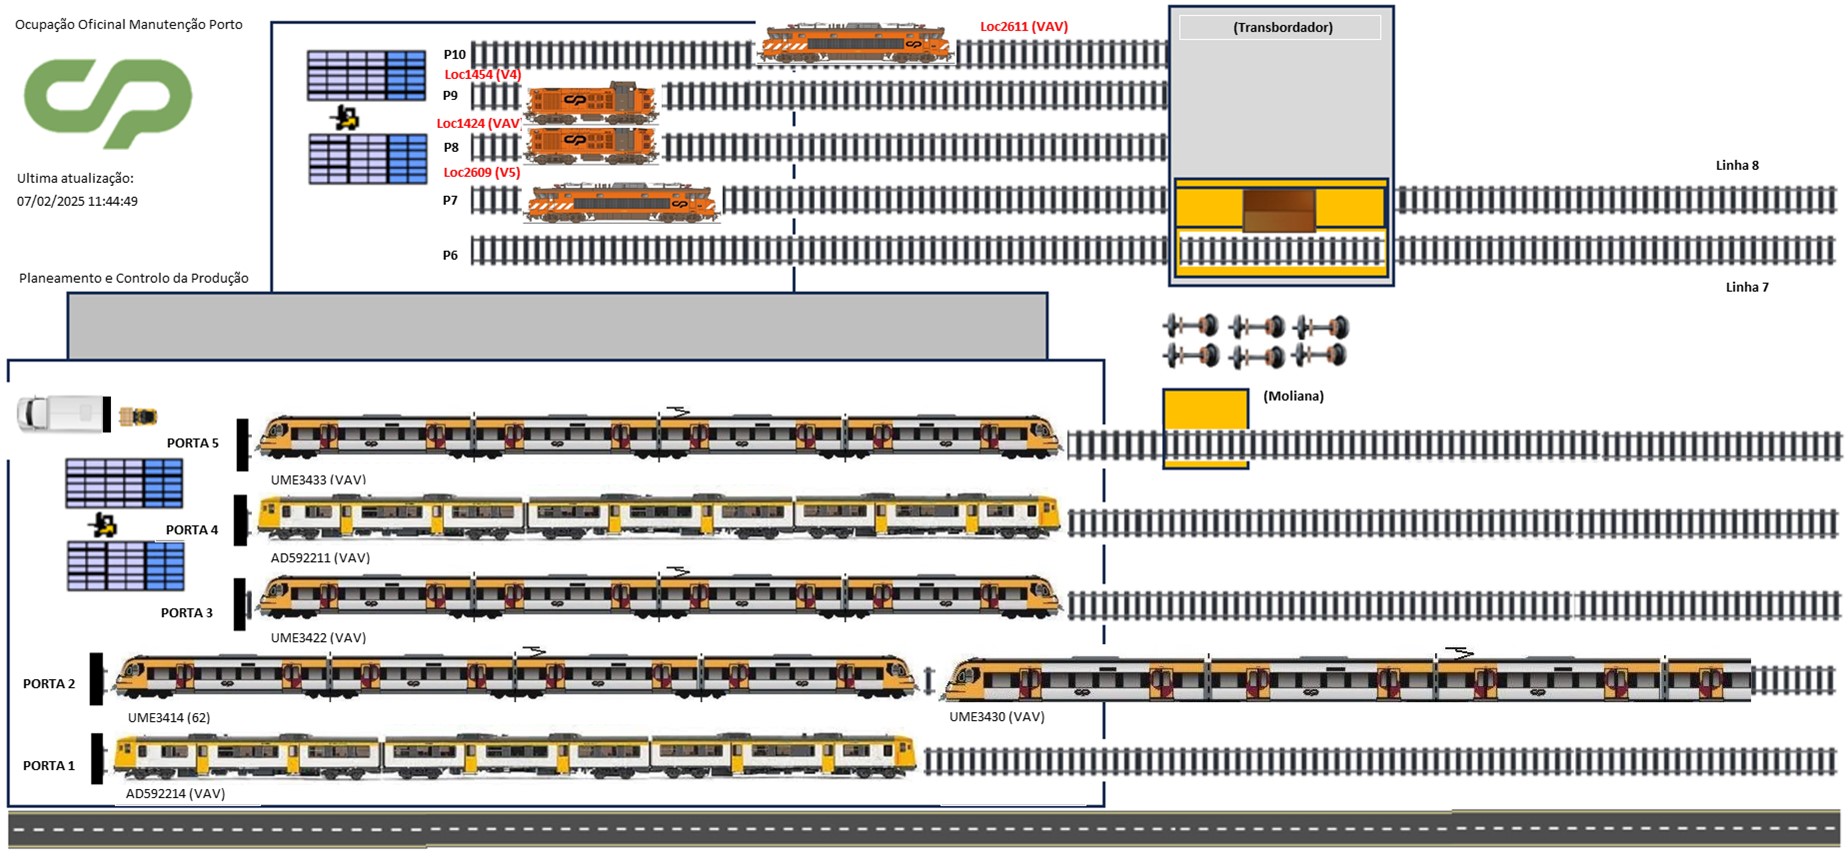 Ocupação Oficinal Manutenção Porto
Ultima atualização:
07/02/2025 11:44:49
Planeamento e Controlo da Produção
Loc2611 (VAV)
P10
Loc1454 (V4)
P9
Loc1424 (VAV)
P8
Loc2609 (V5)
P7
P6
(Transbordador)
Linha 8
Linha 7
(Moliana)
PORTA 5
UME3433 (VAV)
PORTA 4
AD592211 (VAV)
PORTA 3
UME3422 (VAV)
PORTA 2
UME3414 (62)
UME3430 (VAV)
PORTA 1
AD592214 (VAV)